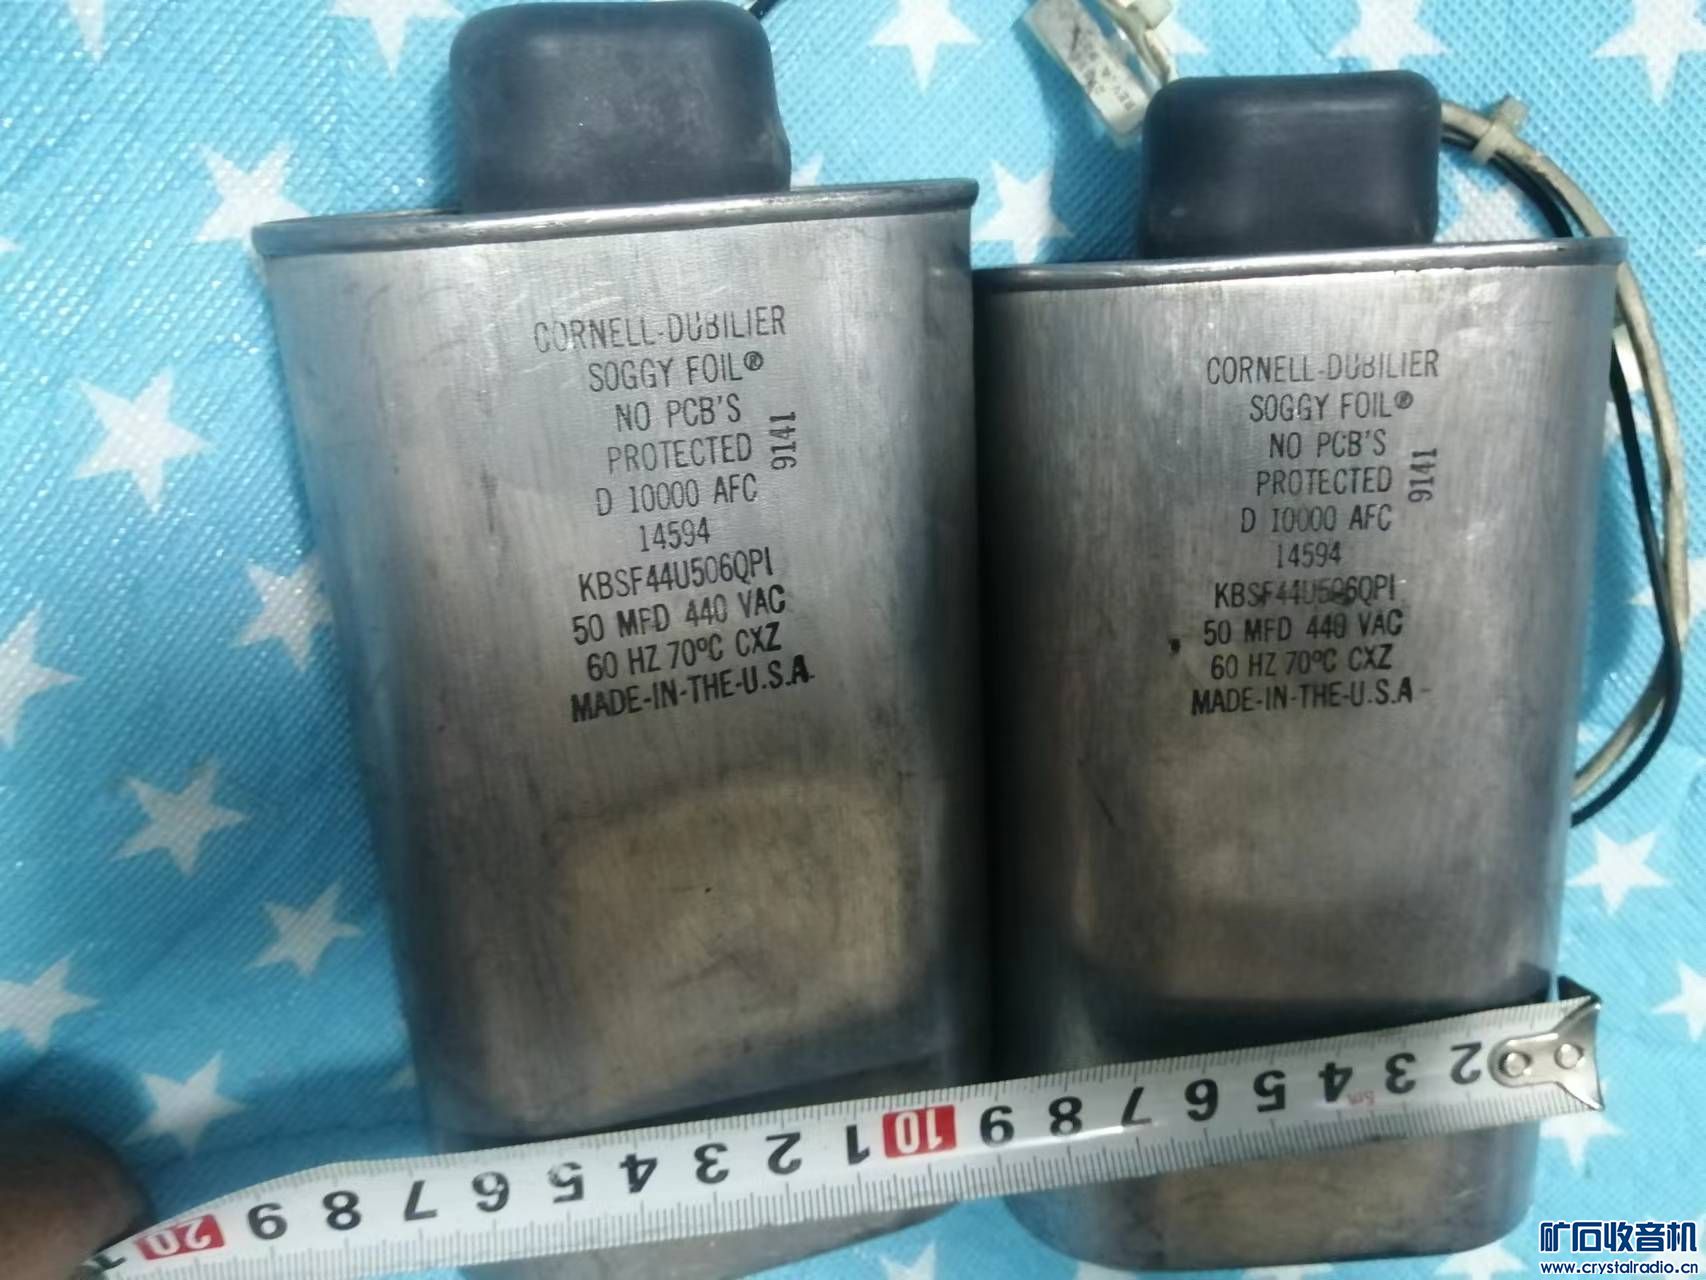 CORNELL-DUBILIER
SOGGY FOIL®
NO PCB'S
PROTECTED
9141
D 10000 AFC
14594
KBSF44U506QPI
50 MFD 440 VAC
60 HZ 70ºC CXZ
MADE-IN-THE-U.S.A.
CORNELL-DUBILIER
SOGGY FOIL®
NO PCB'S
PROTECTED
9141
D 10000 AFC
14594
KBSF44U506QPI
50 MFD 440 VAC
60 HZ 70ºC CXZ
MADE-IN-THE-U.S.A
2 3 4 5 6 7 8 9 10 1 2 3 4 5 6 7 8 9 20
5m
矿石收音机
www.crystalradio.cn